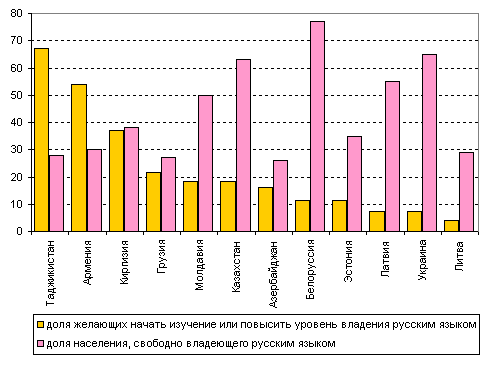 80
70
60
50
40
30
20
10
0
Таджикистан
Армения
Киргизия
Грузия
Молдавия
Казахстан
Азербайджан
Белоруссия
Эстония
Латвия
Украина
Литва
доля желающих начать изучение или повысить уровень владения русским языком
доля населения, свободно владеющего русским языком